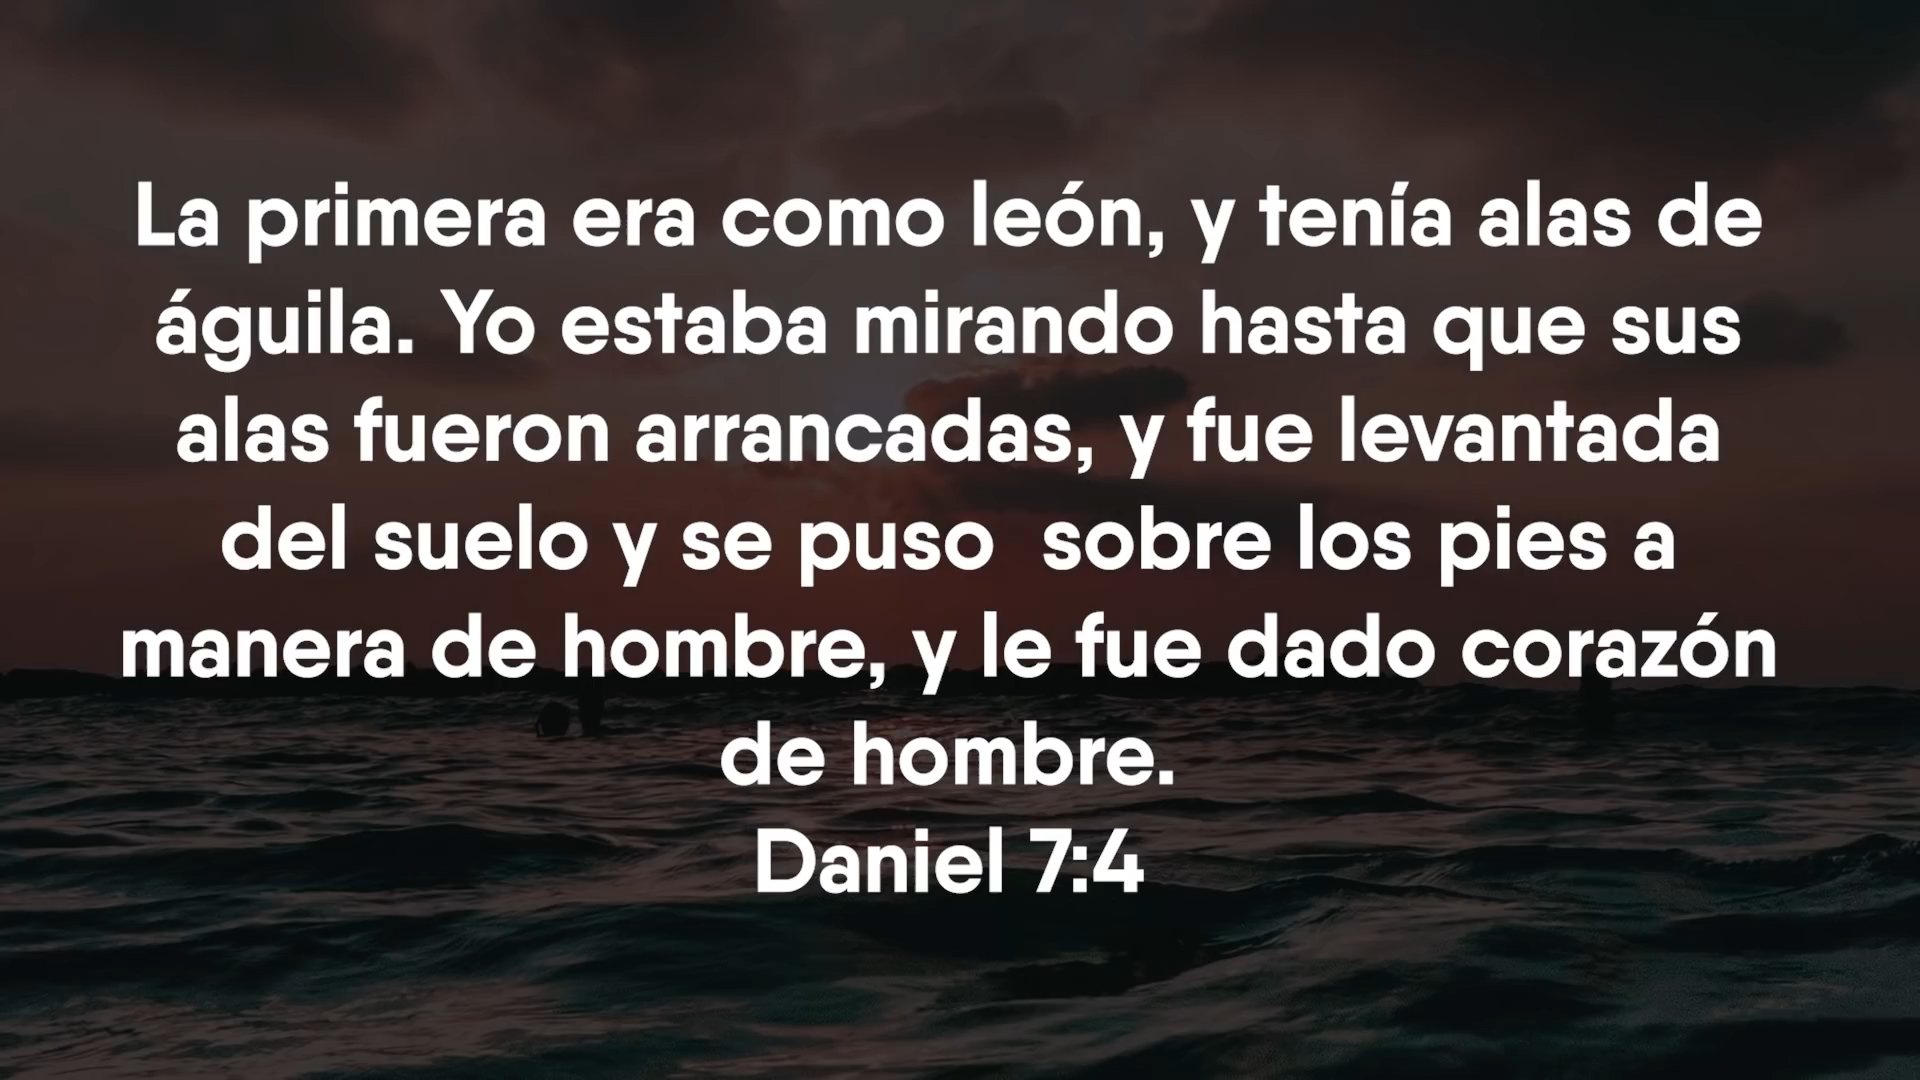 La primera era como león, y tenía alas de
águila. Yo estaba mirando hasta que sus
alas fueron arrancadas, y fue levantada
del suelo y se puso  sobre los pies a
manera de hombre, y le fue dado corazón
de hombre.
Daniel 7:4